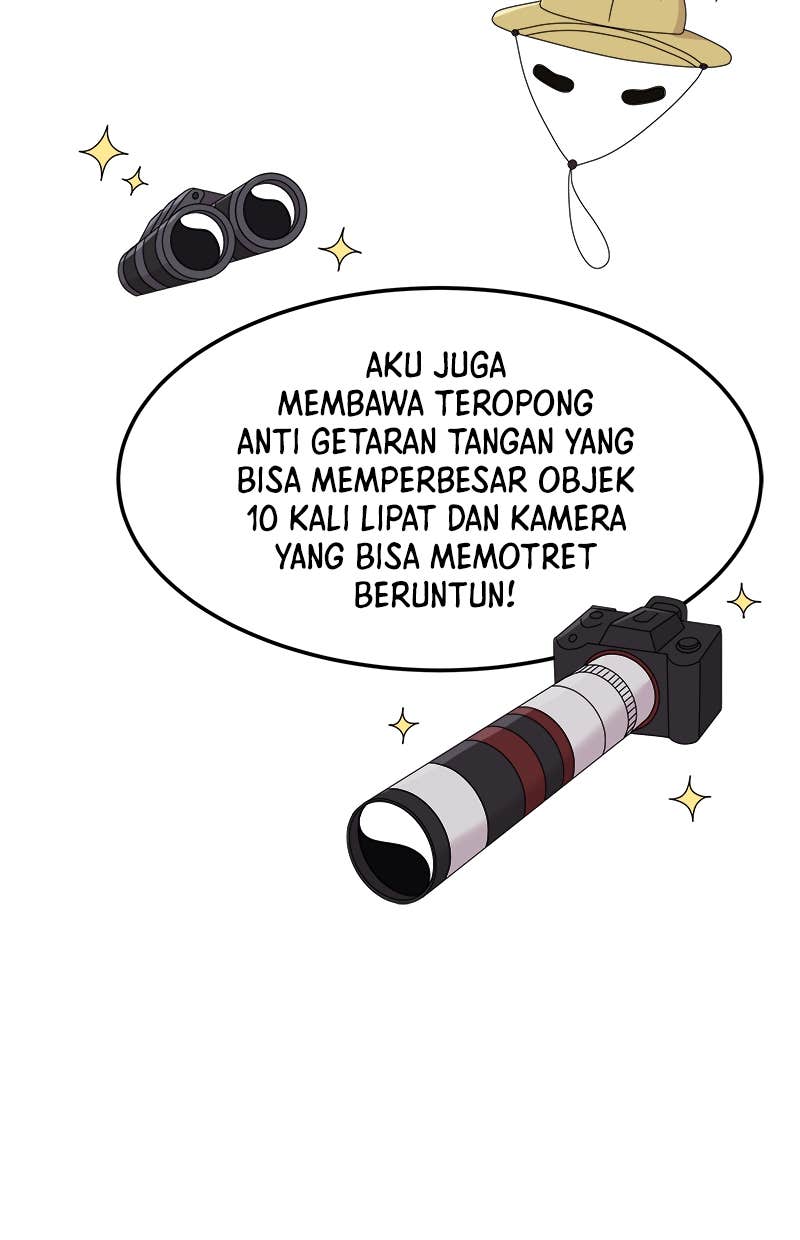 AKU JUGA
MEMBAWA TEROPONG
ANTI GETARAN TANGAN YANG
BISA MEMPERBESAR OBJEK
10 KALI LIPAT DAN KAMERA
YANG BISA MEMOTRET
BERUNTUN!